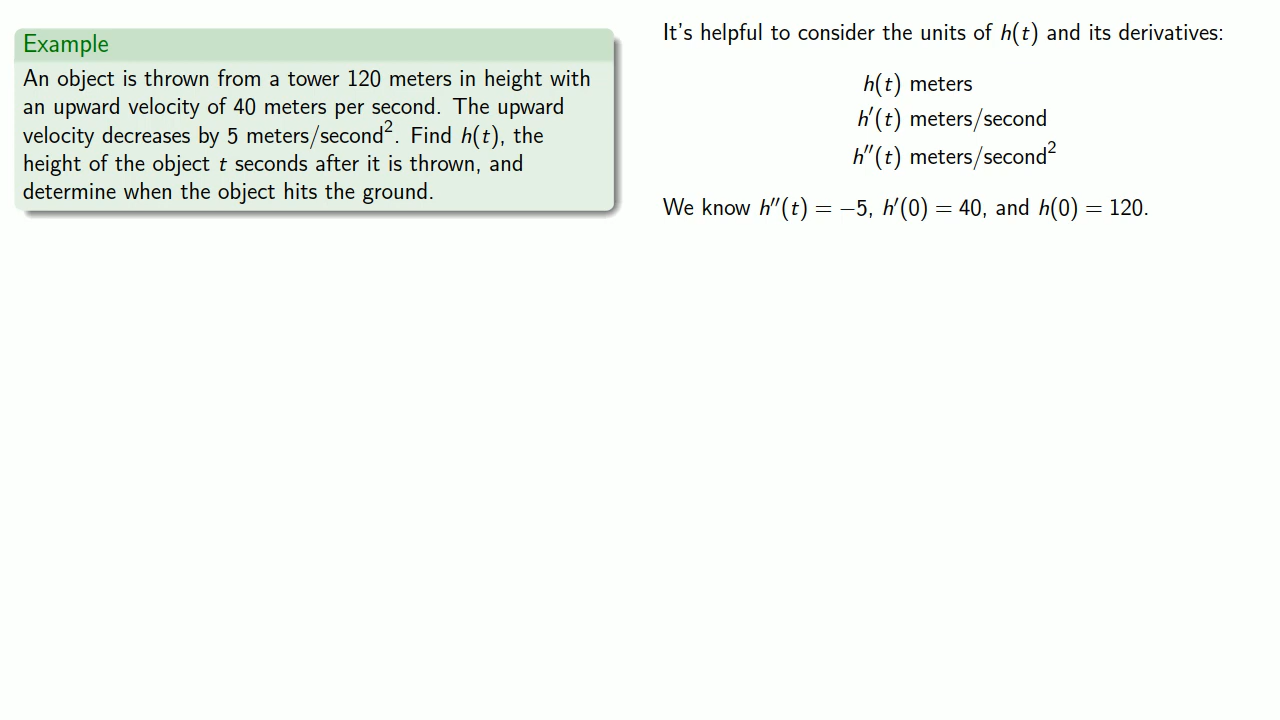 Example
An object is thrown from a tower 120 meters in height with
an upward velocity of 40 meters per second. The upward
velocity decreases by 5 meters/second². Find h(t), the
height of the object t seconds after it is thrown, and
determine when the object hits the ground.
It's helpful to consider the units of h(t) and its derivatives:
h(t) meters
h′(t) meters/second
h″(t) meters/second²
We know h″(t) = −5, h′(0) = 40, and h(0) = 120.